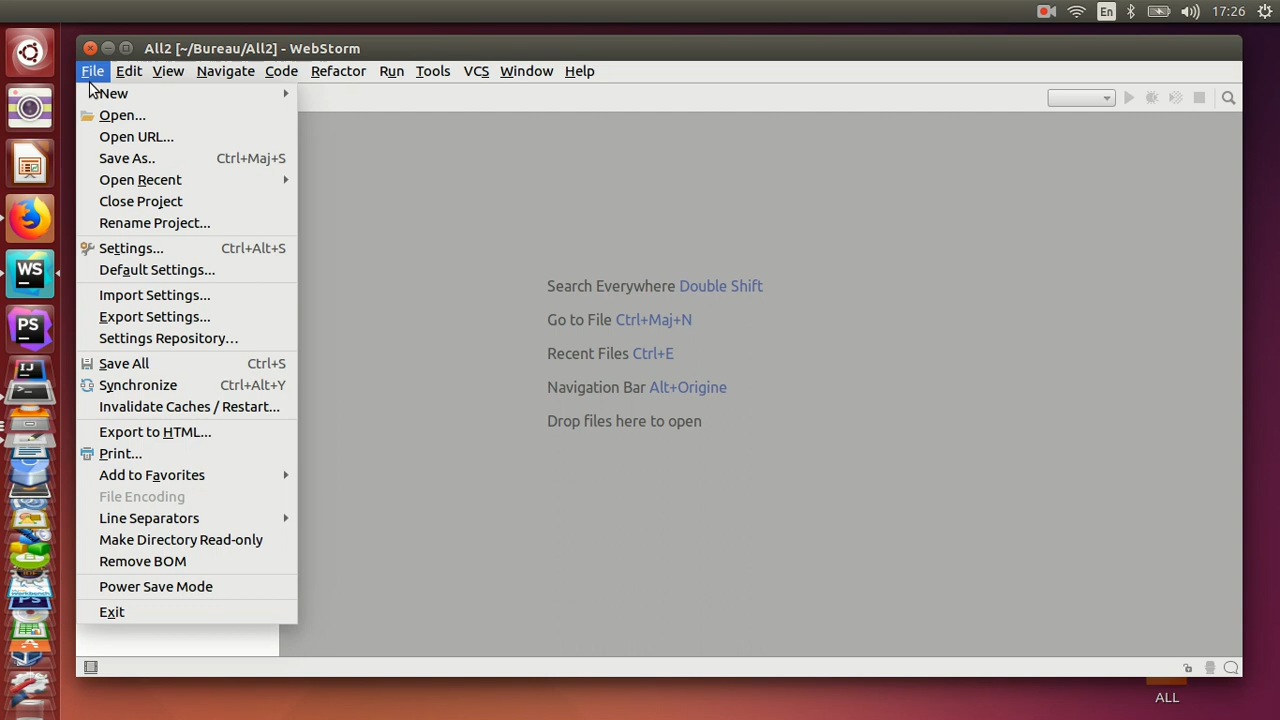 En 17:26
All2 [~/Bureau/All2] - WebStorm
File Edit View Navigate Code Refactor Run Tools VCS Window Help
New
Open...
Open URL...
Save As.. Ctrl+Maj+S
Open Recent
Close Project
Rename Project...
Settings... Ctrl+Alt+S
Default Settings...
Import Settings...
Export Settings...
Settings Repository...
Save All Ctrl+S
Synchronize Ctrl+Alt+Y
Invalidate Caches / Restart...
Export to HTML...
Print...
Add to Favorites
File Encoding
Line Separators
Make Directory Read-only
Remove BOM
Power Save Mode
Exit
Search Everywhere Double Shift
Go to File Ctrl+Maj+N
Recent Files Ctrl+E
Navigation Bar Alt+Origine
Drop files here to open
WS
PS
IJ
ALL